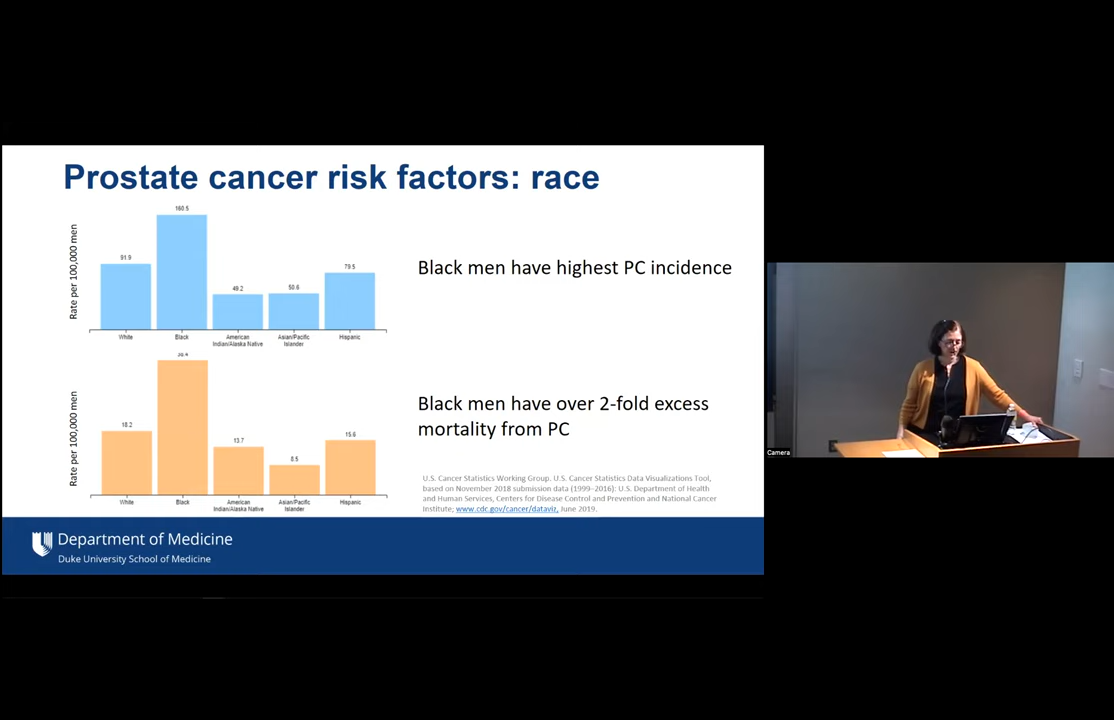 Prostate cancer risk factors: race
Rate per 100,000 men
160.5
91.9
79.5
49.2
50.6
White
Black
American
Indian/Alaska Native
Asian/Pacific
Islander
Hispanic
Black men have highest PC incidence
Rate per 100,000 men
18.2
13.7
8.5
15.6
White
Black
American
Indian/Alaska Native
Asian/Pacific
Islander
Hispanic
Black men have over 2-fold excess
mortality from PC
U.S. Cancer Statistics Working Group. U.S. Cancer Statistics Data Visualizations Tool,
based on November 2018 submission data (1999–2016): U.S. Department of Health
and Human Services, Centers for Disease Control and Prevention and National Cancer
Institute; www.cdc.gov/cancer/dataviz, June 2019.
Department of Medicine
Duke University School of Medicine
Camera